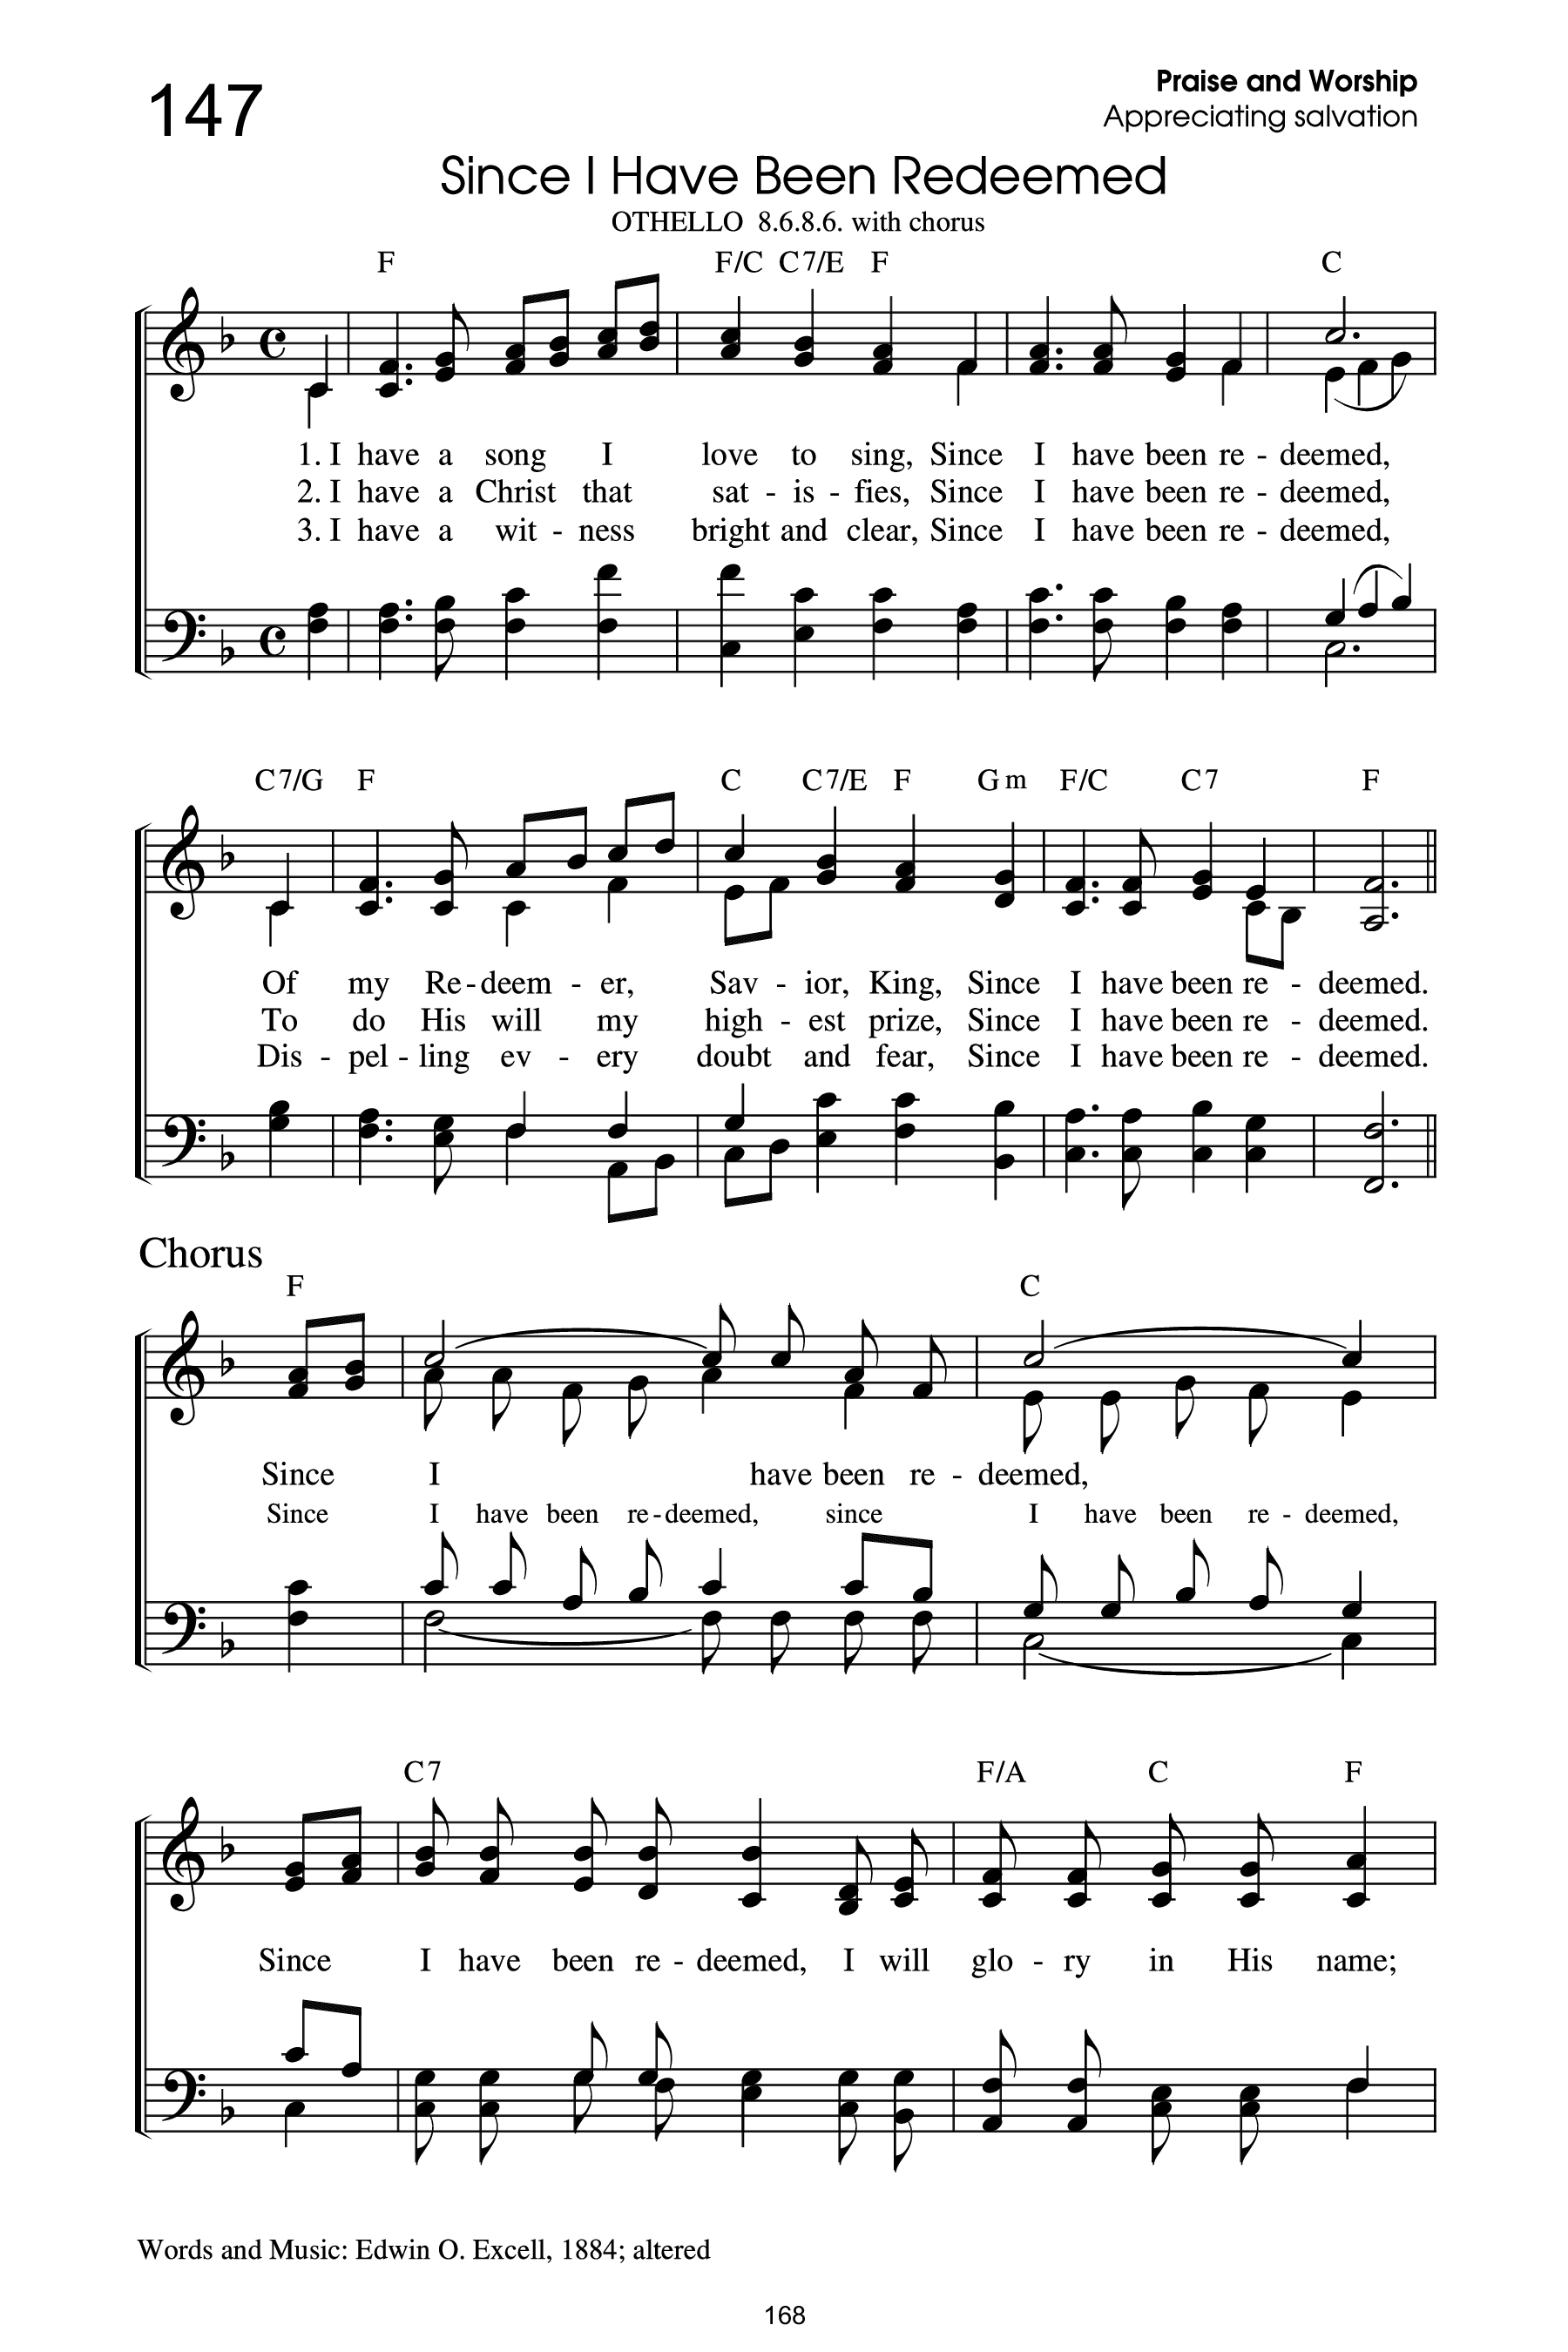 147
Praise and Worship
Appreciating salvation
Since I Have Been Redeemed
OTHELLO 8.6.8.6. with chorus
F F/C C7/E F C
1. I have a song I love to sing, Since I have been re - deemed,
2. I have a Christ that sat - is - fies, Since I have been re - deemed,
3. I have a wit - ness bright and clear, Since I have been re - deemed,
C7/G F C C7/E F Gm F/C C7 F
Of my Re - deem - er, Sav - ior, King, Since I have been re - deemed.
To do His will my high - est prize, Since I have been re - deemed.
Dis - pel - ling ev - ery doubt and fear, Since I have been re - deemed.
Chorus
F C
Since I have been re - deemed,
Since I have been re - deemed, since I have been re - deemed,
C7 F/A C F
Since I have been re - deemed, I will glo - ry in His name;
Words and Music: Edwin O. Excell, 1884; altered
168